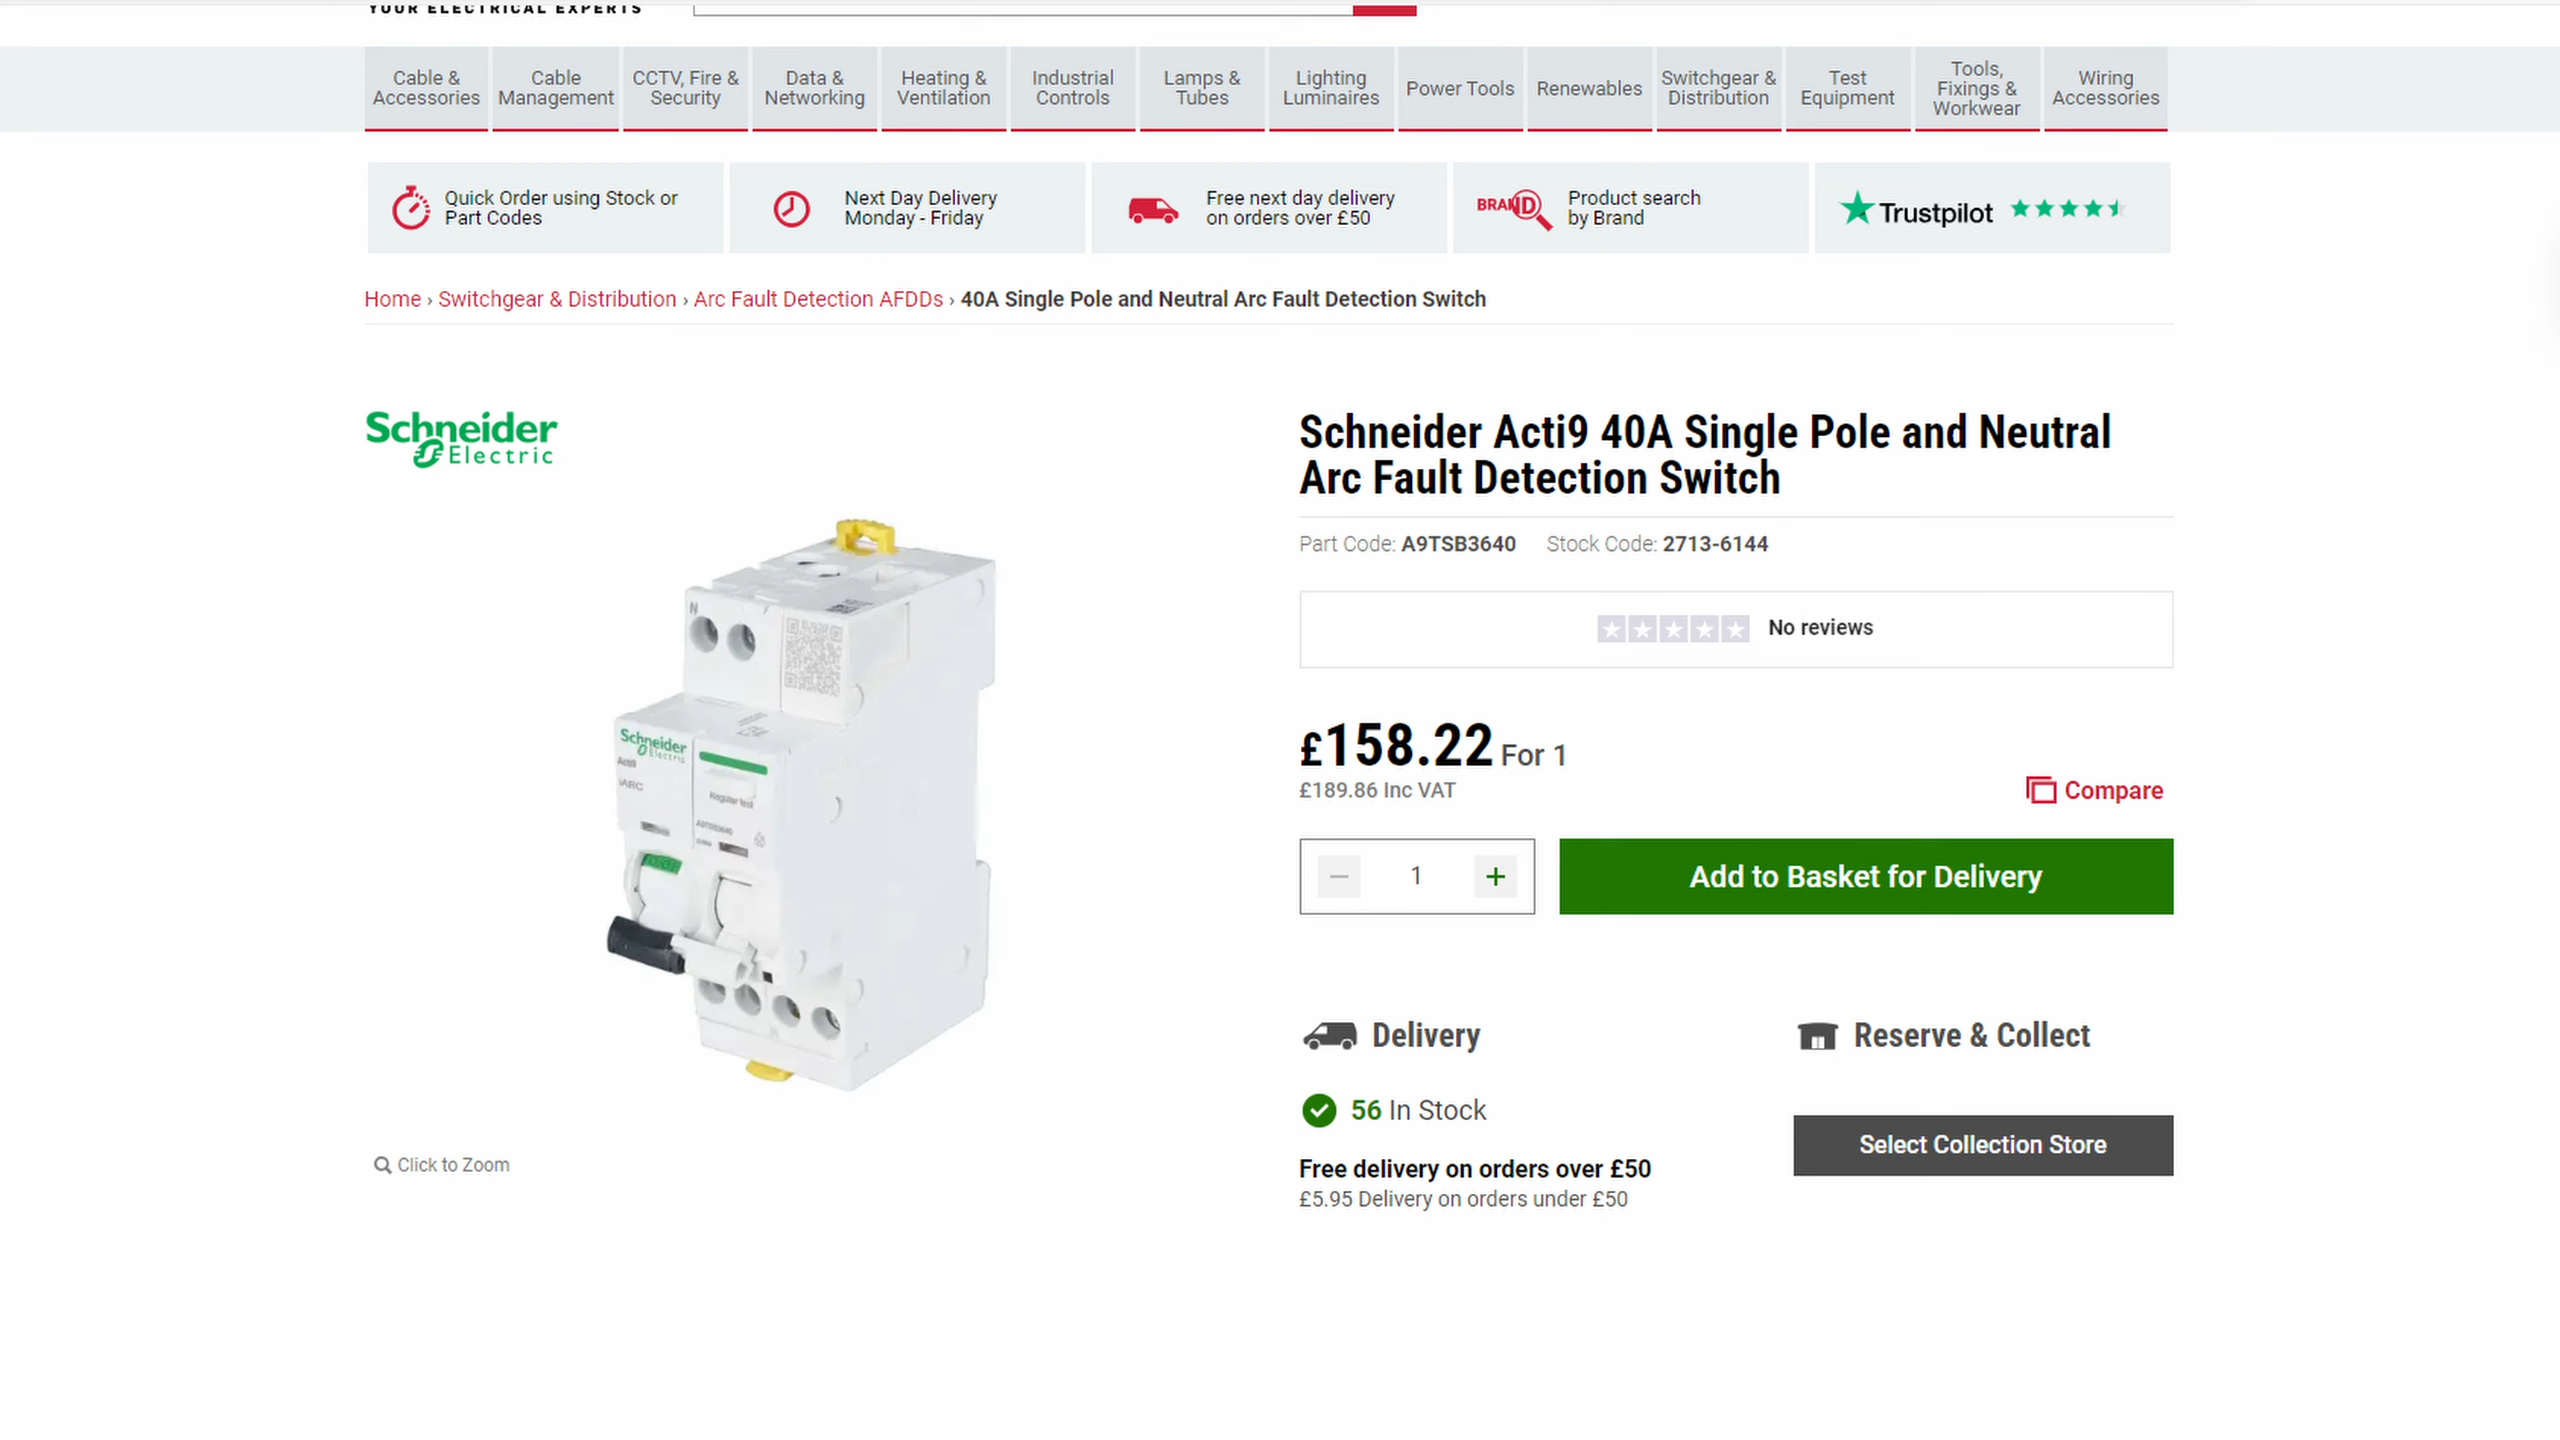 YOUR ELECTRICAL EXPERTS
Cable &
Accessories
Cable
Management
CCTV, Fire &
Security
Data &
Networking
Heating &
Ventilation
Industrial
Controls
Lamps &
Tubes
Lighting
Luminaires
Power Tools
Renewables
Switchgear &
Distribution
Test
Equipment
Tools,
Fixings &
Workwear
Wiring
Accessories
Quick Order using Stock or
Part Codes
Next Day Delivery
Monday - Friday
Free next day delivery
on orders over £50
BRAND
Product search
by Brand
Trustpilot
Home › Switchgear & Distribution › Arc Fault Detection AFDDs › 40A Single Pole and Neutral Arc Fault Detection Switch
Schneider
Electric
Schneider Acti9 40A Single Pole and Neutral
Arc Fault Detection Switch
Part Code: A9TSB3640 Stock Code: 2713-6144
No reviews
£158.22 For 1
£189.86 Inc VAT
Compare
1
Add to Basket for Delivery
Delivery
Reserve & Collect
56 In Stock
Select Collection Store
Free delivery on orders over £50
£5.95 Delivery on orders under £50
N
Schneider
Electric
Acti9
iARC
Regular test
Click to Zoom